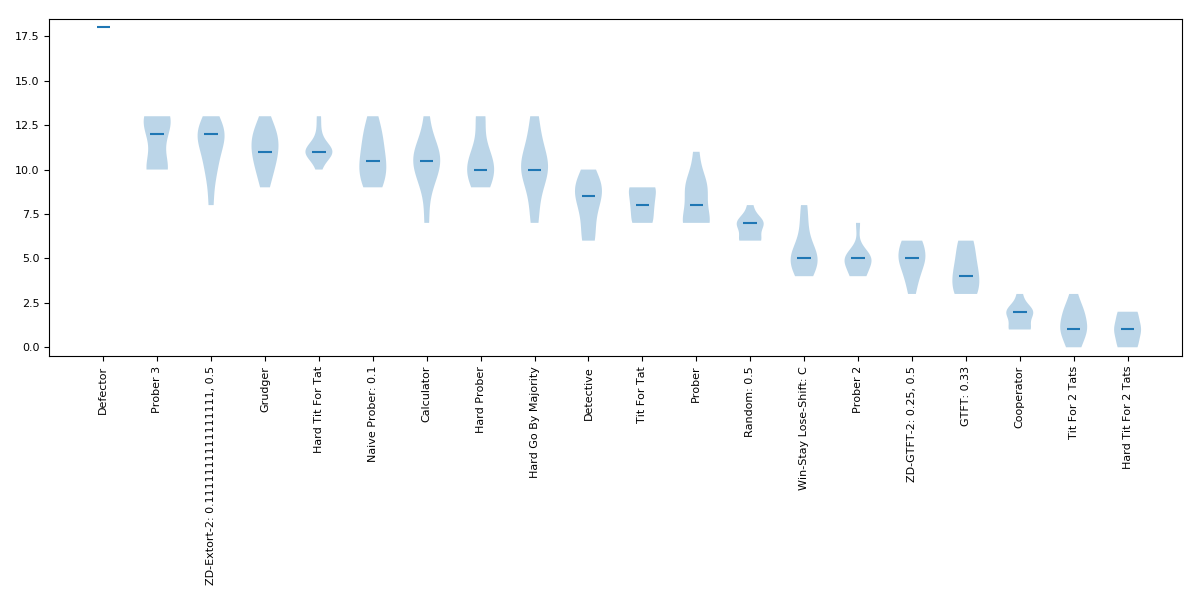 17.5
15.0
12.5
10.0
7.5
5.0
2.5
0.0
Defector
Prober 3
ZD-Extort-2: 0.1111111111111111, 0.5
Grudger
Hard Tit For Tat
Naive Prober: 0.1
Calculator
Hard Prober
Hard Go By Majority
Detective
Tit For Tat
Prober
Random: 0.5
Win-Stay Lose-Shift: C
Prober 2
ZD-GTFT-2: 0.25, 0.5
GTFT: 0.33
Cooperator
Tit For 2 Tats
Hard Tit For 2 Tats